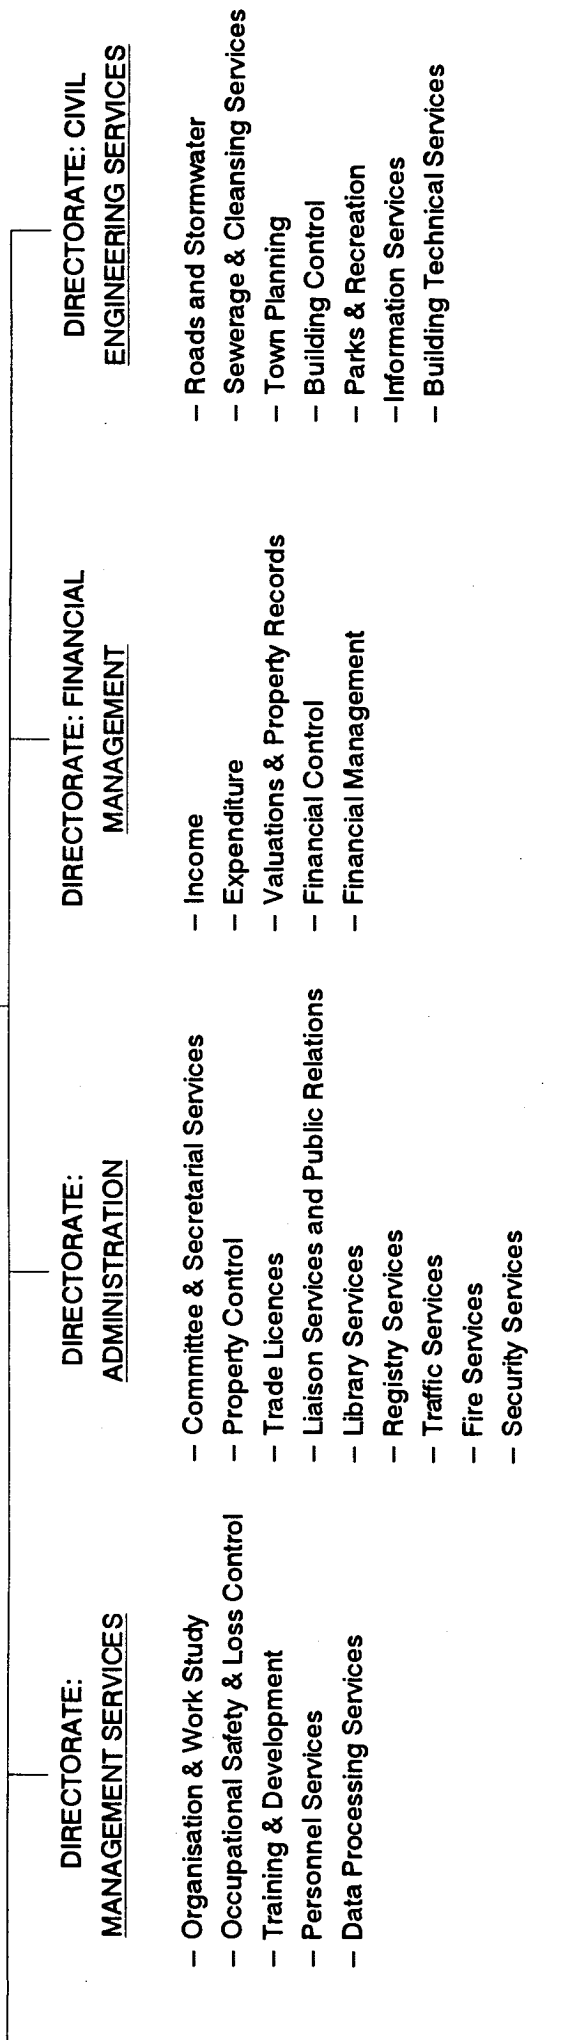 DIRECTORATE:
MANAGEMENT SERVICES
– Organisation & Work Study
– Occupational Safety & Loss Control
– Training & Development
– Personnel Services
– Data Processing Services
DIRECTORATE:
ADMINISTRATION
– Committee & Secretarial Services
– Property Control
– Trade Licences
– Liaison Services and Public Relations
– Library Services
– Registry Services
– Traffic Services
– Fire Services
– Security Services
DIRECTORATE: FINANCIAL
MANAGEMENT
– Income
– Expenditure
– Valuations & Property Records
– Financial Control
– Financial Management
DIRECTORATE: CIVIL
ENGINEERING SERVICES
– Roads and Stormwater
– Sewerage & Cleansing Services
– Town Planning
– Building Control
– Parks & Recreation
–Information Services
– Building Technical Services